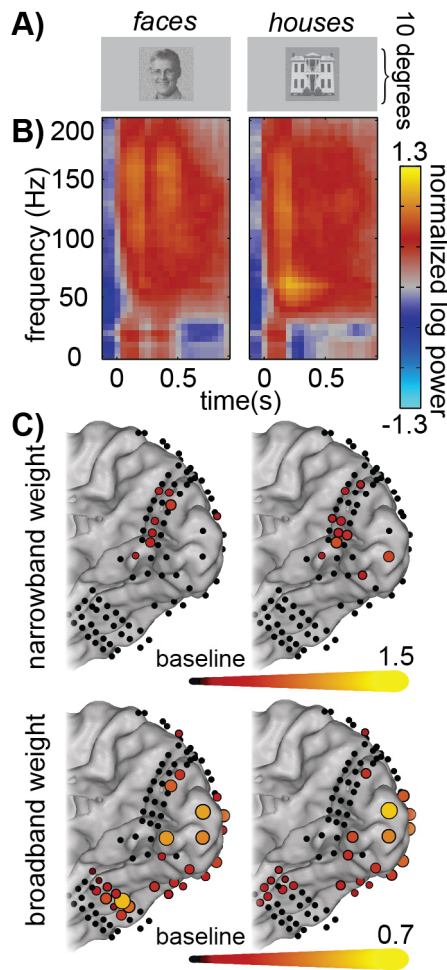 A)
faces
houses
10 degrees
B)
200
150
100
50
0
frequency (Hz)
0
0.5
0
0.5
time(s)
1.3
normalized log power
-1.3
C)
narrowband weight
baseline
1.5
broadband weight
baseline
0.7